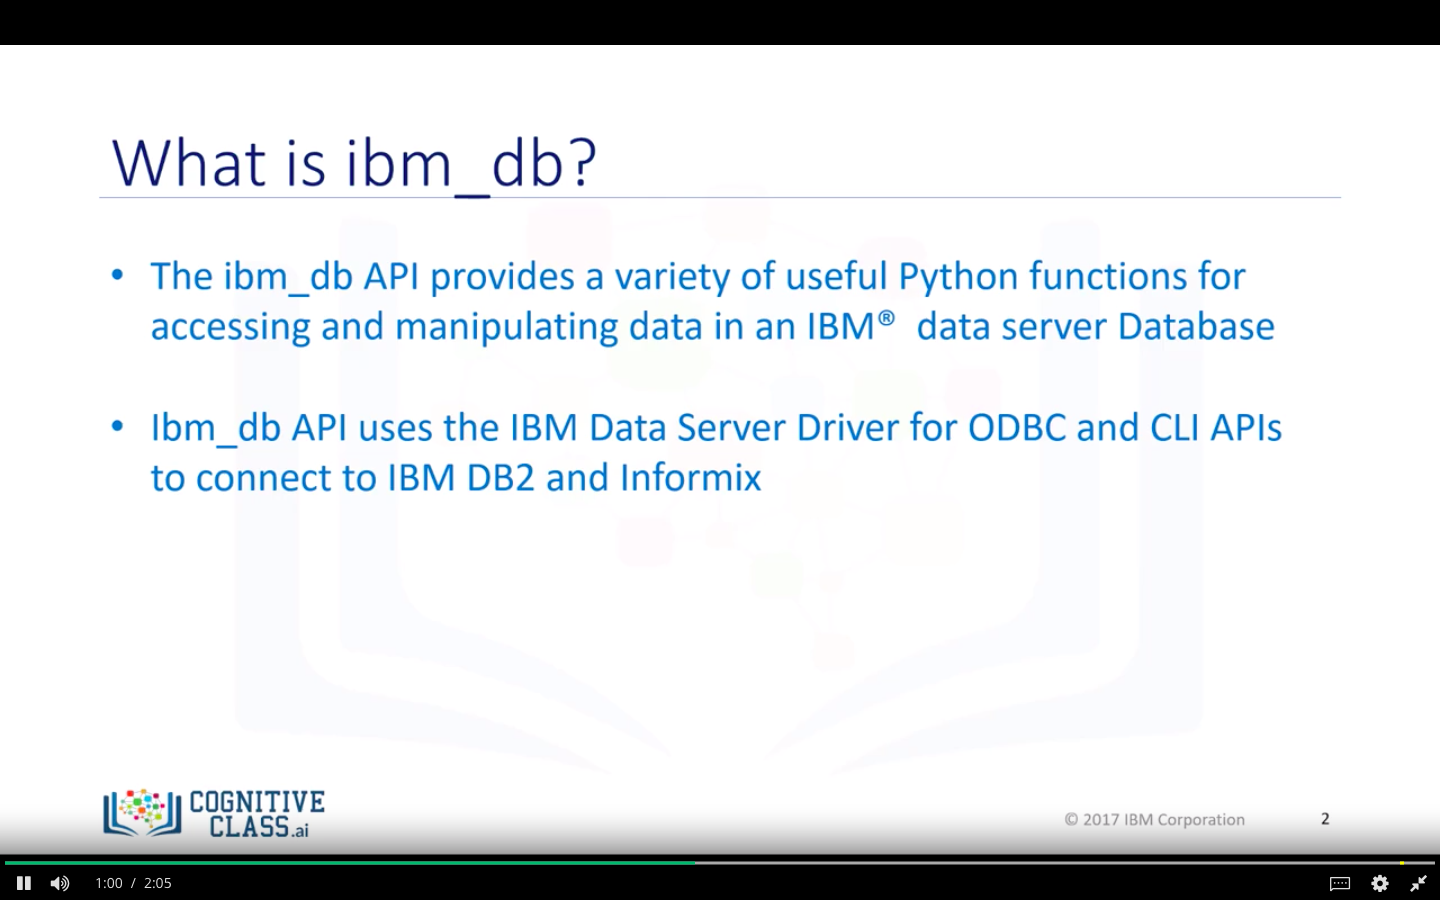 What is ibm_db?
• The ibm_db API provides a variety of useful Python functions for
accessing and manipulating data in an IBM® data server Database
• Ibm_db API uses the IBM Data Server Driver for ODBC and CLI APIs
to connect to IBM DB2 and Informix
COGNITIVE
CLASS.ai
© 2017 IBM Corporation 2
1:00 / 2:05